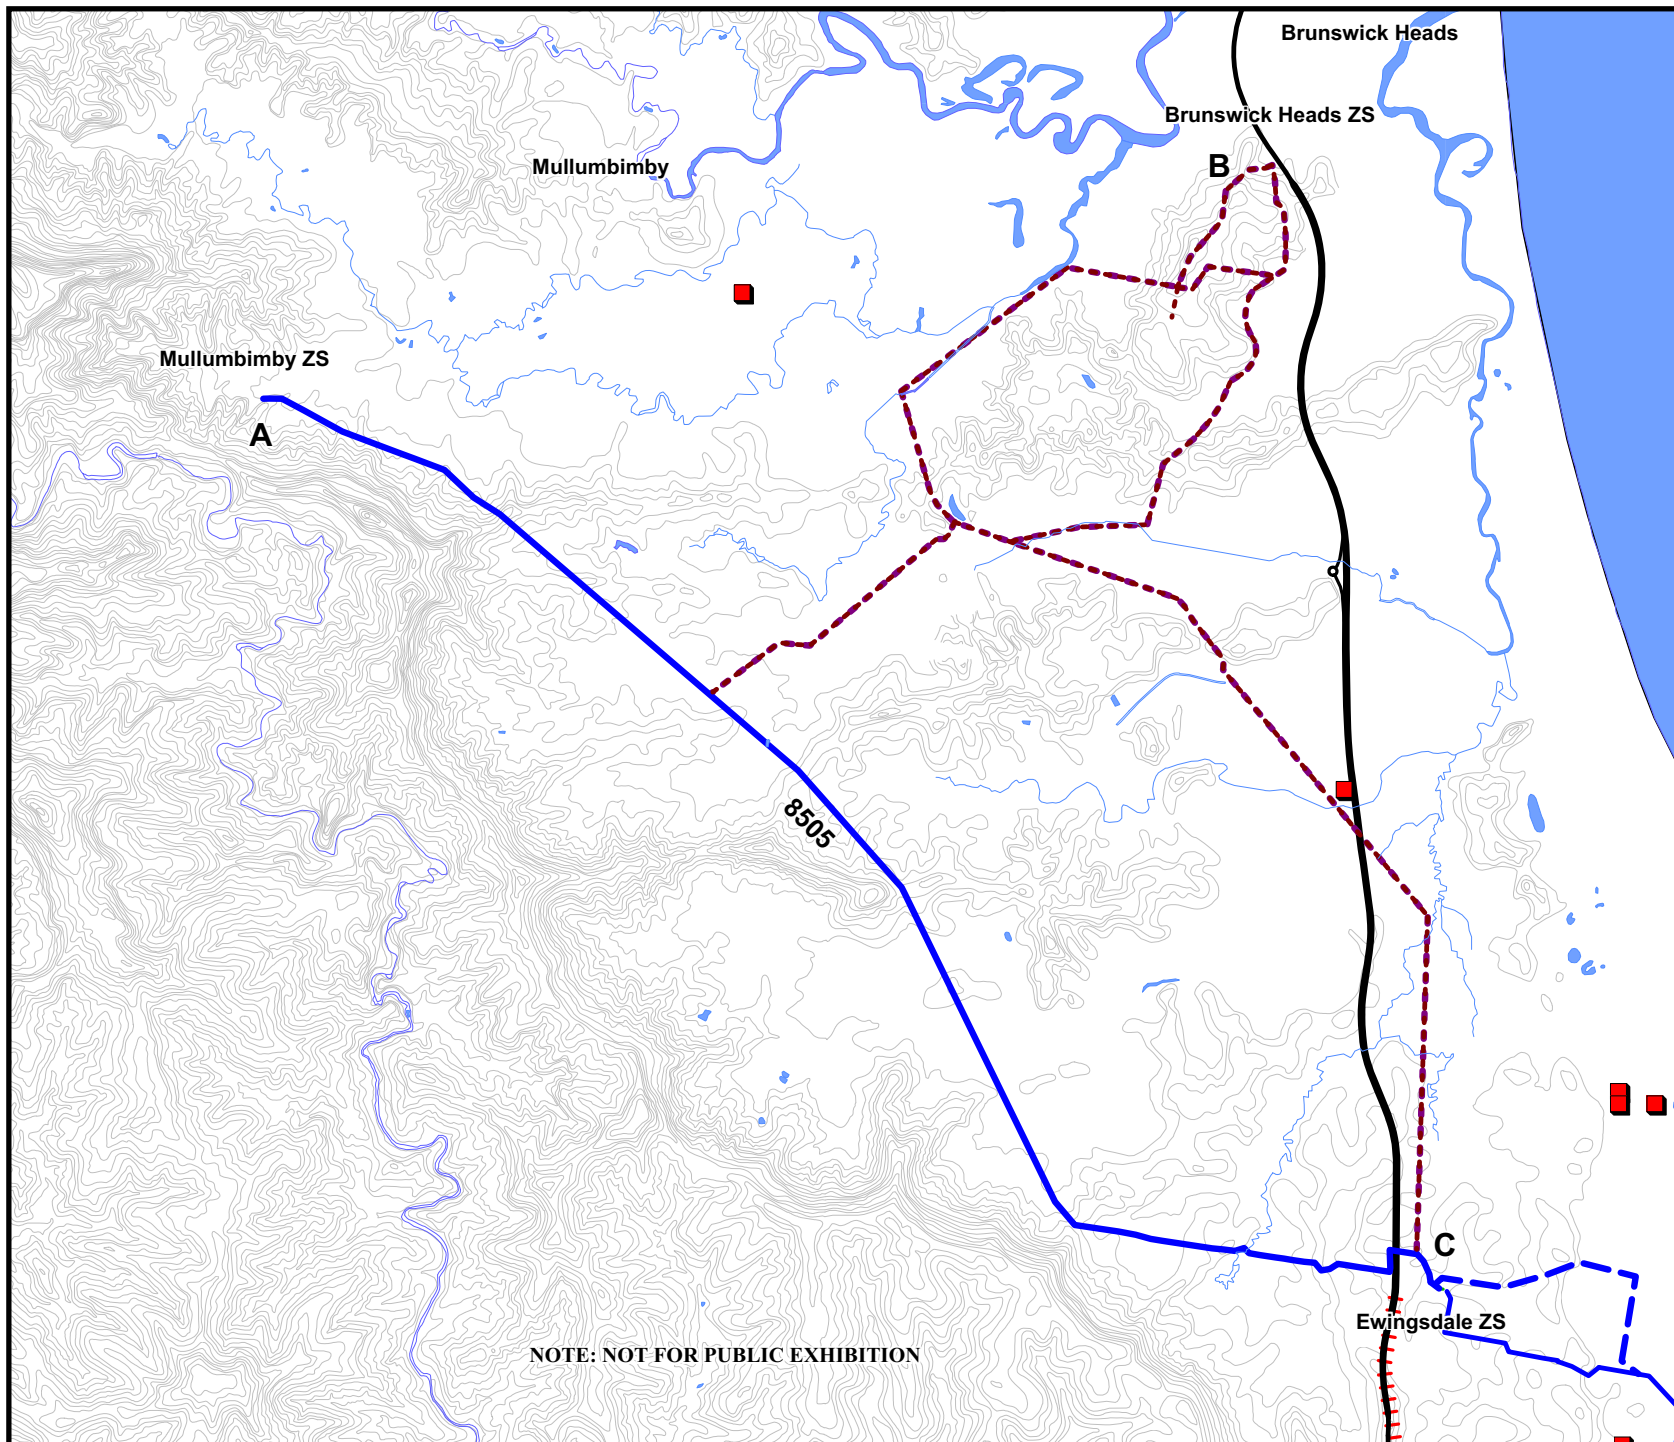 Brunswick Heads
Brunswick Heads ZS
B
Mullumbimby
Mullumbimby ZS
A
8505
C
Ewingsdale ZS
NOTE: NOT FOR PUBLIC EXHIBITION